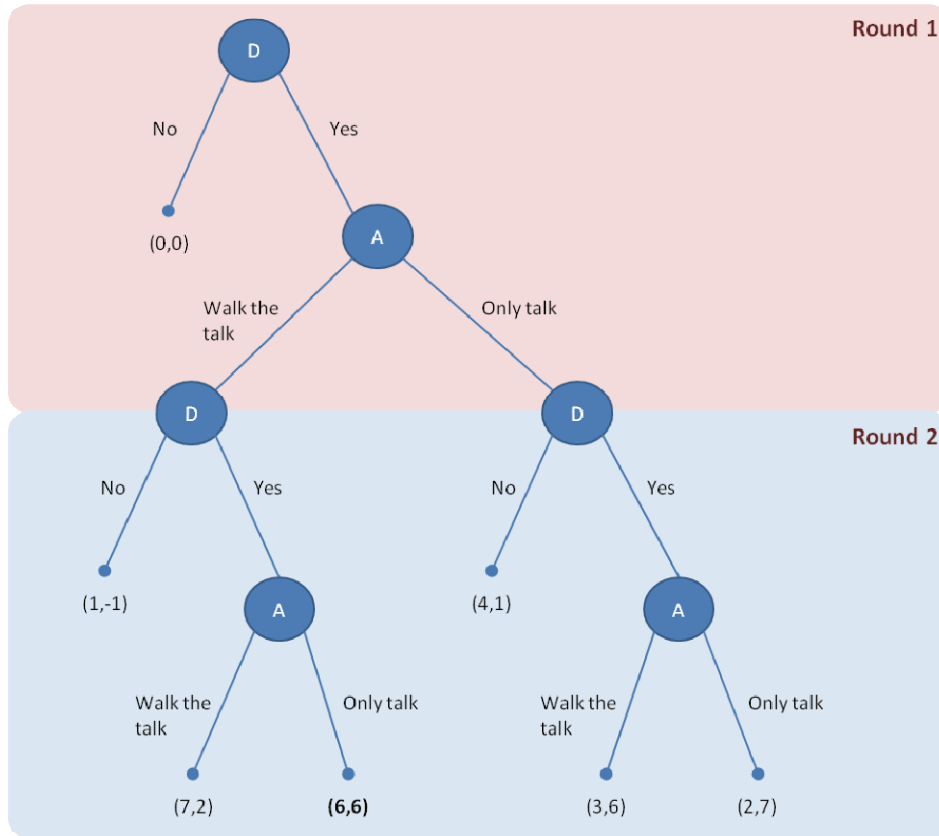 Round 1
D
No
Yes
A
(0,0)
Walk the
talk
Only talk
D
D
Round 2
No
Yes
No
Yes
(1,-1)
A
(4,1)
A
Walk the
talk
Only talk
Walk the
talk
Only talk
(7,2)
(6,6)
(3,6)
(2,7)